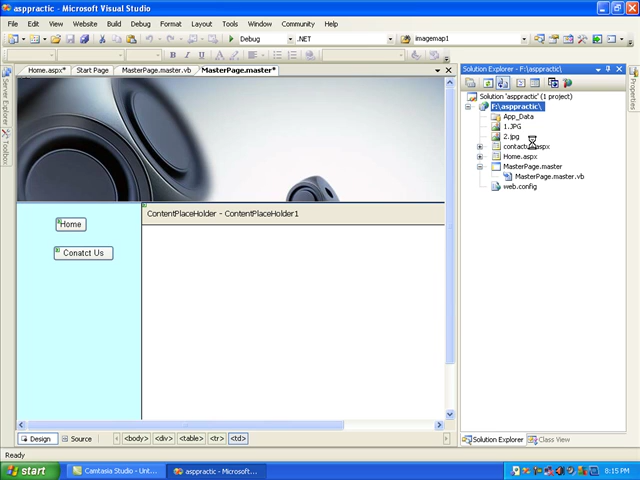 asppractic - Microsoft Visual Studio
File Edit View Website Build Debug Format Layout Tools Window Community Help
Debug .NET imagemap1
B I U
Home.aspx* Start Page MasterPage.master.vb MasterPage.master*
Server Explorer
Toolbox
Home
Conatct Us
ContentPlaceHolder - ContentPlaceHolder1
Design Source <body> <div> <table> <tr> <td>
Solution Explorer - F:\asppractic\
Solution 'asppractic' (1 project)
F:\asppractic\
App_Data
1.JPG
2.jpg
Home.aspx
MasterPage.master
MasterPage.master.vb
web.config
Solution Explorer Class View
Properties
Ready
start Camtasia Studio - Unt... asppractic - Microsoft... 8:15 PM